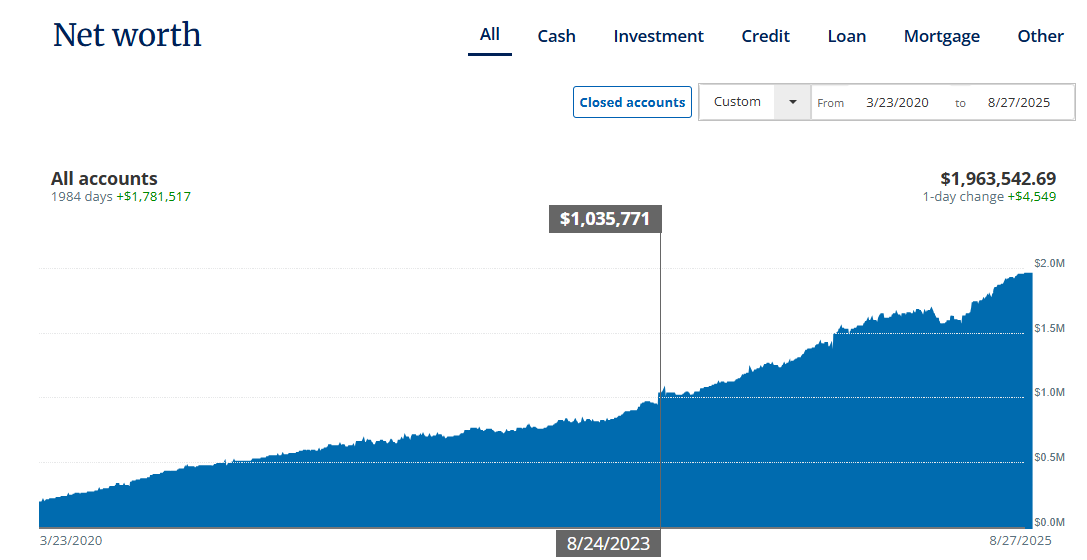 Net worth
All Cash Investment Credit Loan Mortgage Other
Closed accounts Custom From 3/23/2020 to 8/27/2025
All accounts $1,963,542.69
1984 days +$1,781,517 1-day change +$4,549
$1,035,771
$2.0M
$1.5M
$1.0M
$0.5M
$0.0M
3/23/2020 8/24/2023 8/27/2025